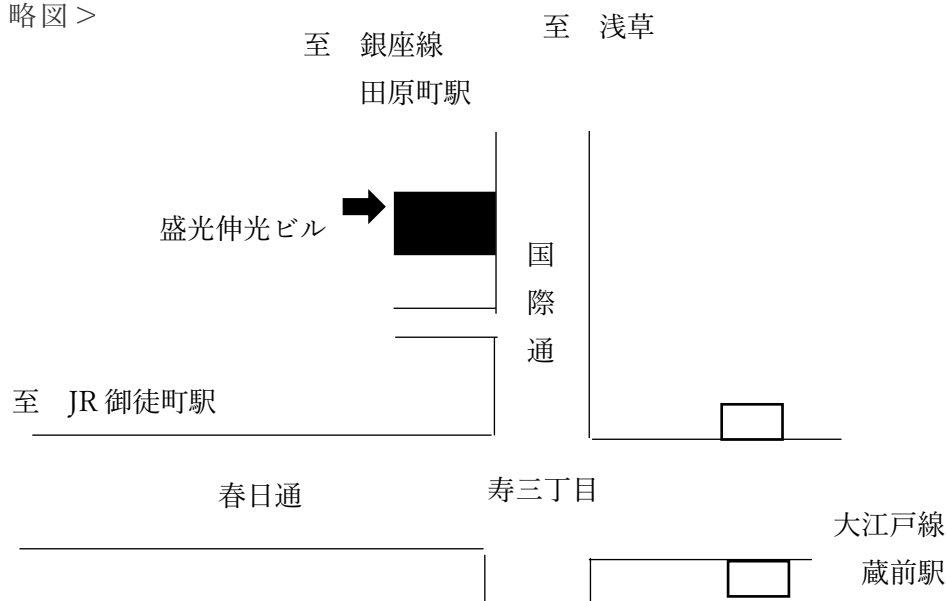 略図＞
至　浅草
至　銀座線
田原町駅
盛光伸光ビル
国際通
至　JR御徒町駅
春日通
寿三丁目
大江戸線
蔵前駅